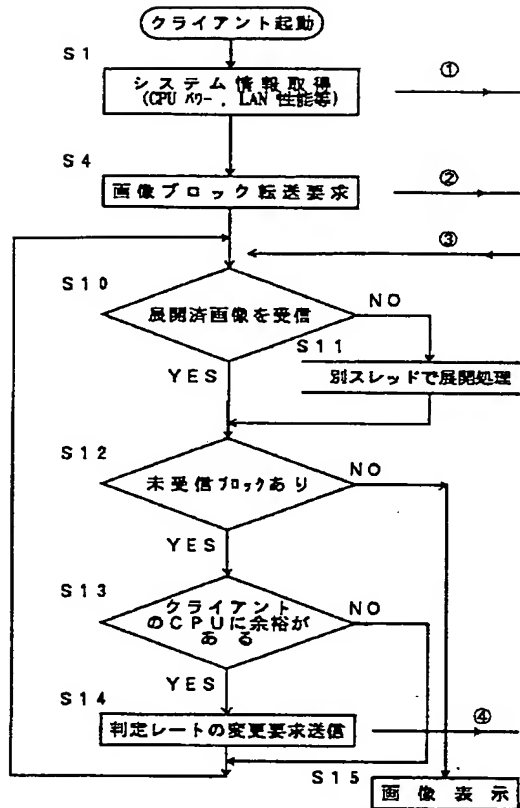 クライアント起動
S1
システム情報取得
(CPU パワー, LAN 性能等)
①
S4
画像ブロック転送要求
②
③
S10
展開済画像を受信
NO
S11
別スレッドで展開処理
YES
S12
未受信ブロックあり
NO
YES
S13
クライアント
のCPUに余裕が
ある
NO
YES
S14
判定レートの変更要求送信
④
S15
画像表示